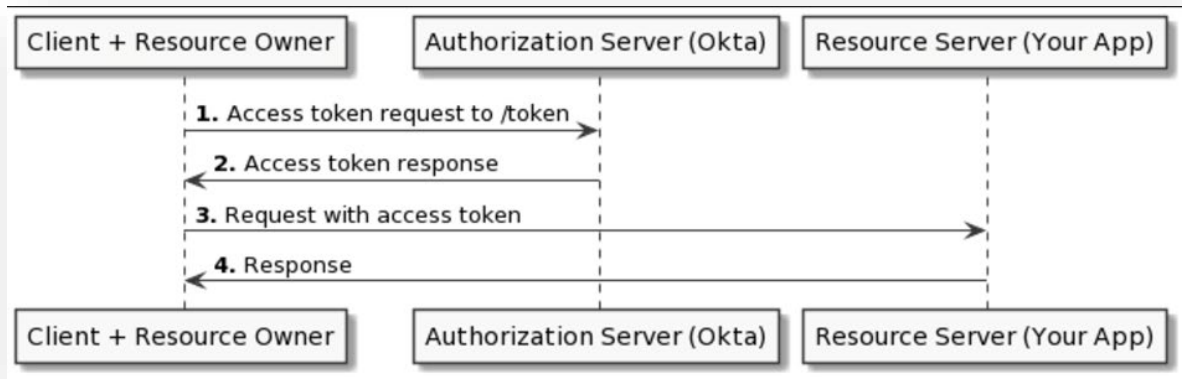 Client + Resource Owner
Authorization Server (Okta)
Resource Server (Your App)
1. Access token request to /token
2. Access token response
3. Request with access token
4. Response
Client + Resource Owner
Authorization Server (Okta)
Resource Server (Your App)